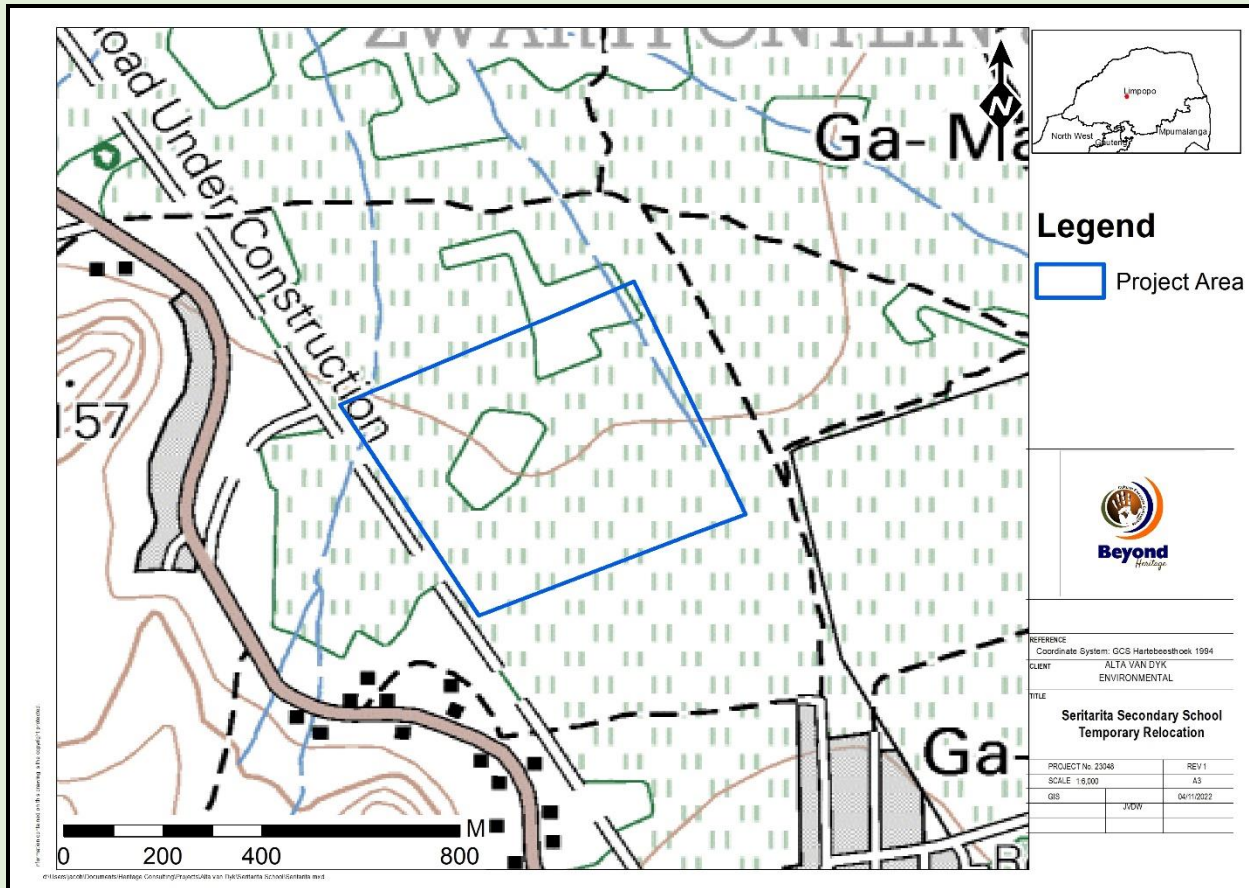 ZWARTFONTEIN
Road Under Construction
Ga- Ma
N
157
Ga-
M
0 200 400 800
Limpopo
North West
Gauteng
Mpumalanga
Legend
Project Area
Beyond
Heritage
REFERENCE
Coordinate System: GCS Hartebeesthoek 1994
CLIENT
ALTA VAN DYK
ENVIRONMENTAL
TITLE
Seritarita Secondary School
Temporary Relocation
PROJECT No. 23048 REV 1
SCALE 1:6,000 A3
GIS 04/11/2022
JVDW